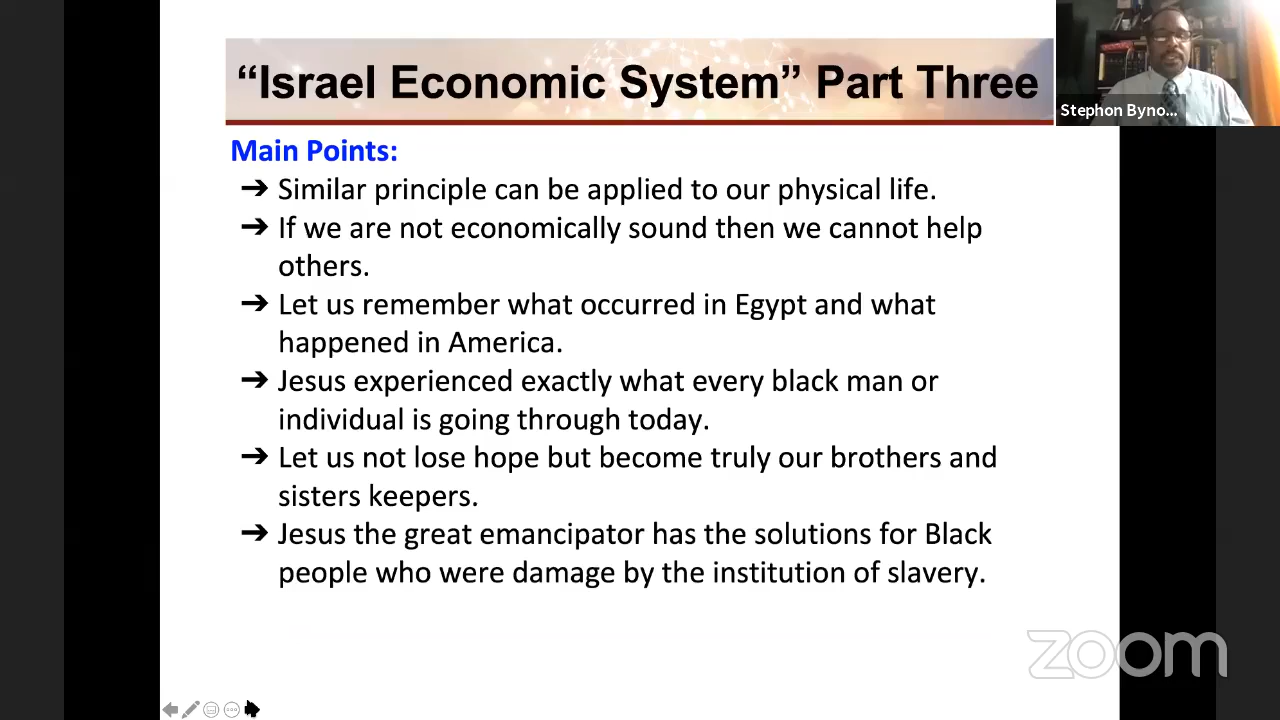 “Israel Economic System” Part Three
Stephon Byno...
Main Points:
➔ Similar principle can be applied to our physical life.
➔ If we are not economically sound then we cannot help
others.
➔ Let us remember what occurred in Egypt and what
happened in America.
➔ Jesus experienced exactly what every black man or
individual is going through today.
➔ Let us not lose hope but become truly our brothers and
sisters keepers.
➔ Jesus the great emancipator has the solutions for Black
people who were damage by the institution of slavery.
zoom